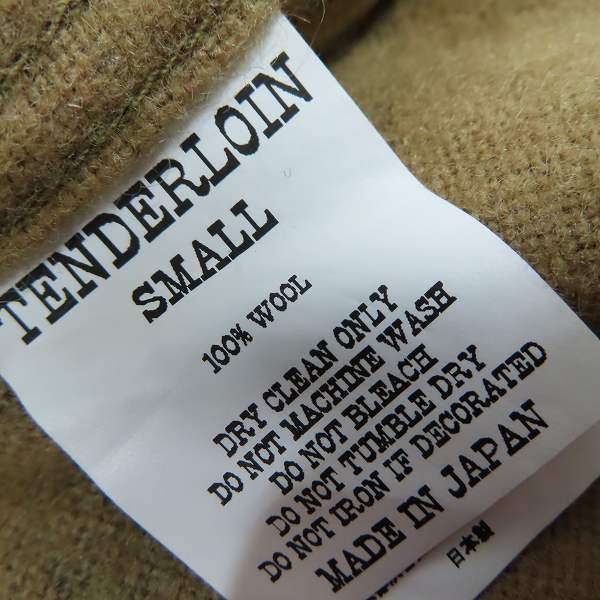 TENDERLOIN
SMALL
100% WOOL
DRY CLEAN ONLY
DO NOT MACHINE WASH
DO NOT BLEACH
DO NOT TUMBLE DRY
DO NOT IRON IF DECORATED
MADE IN JAPAN
日本製